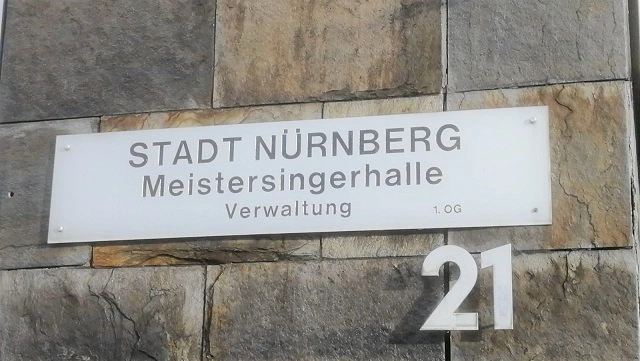 STADT NÜRNBERG
Meistersingerhalle
Verwaltung 1. OG
21